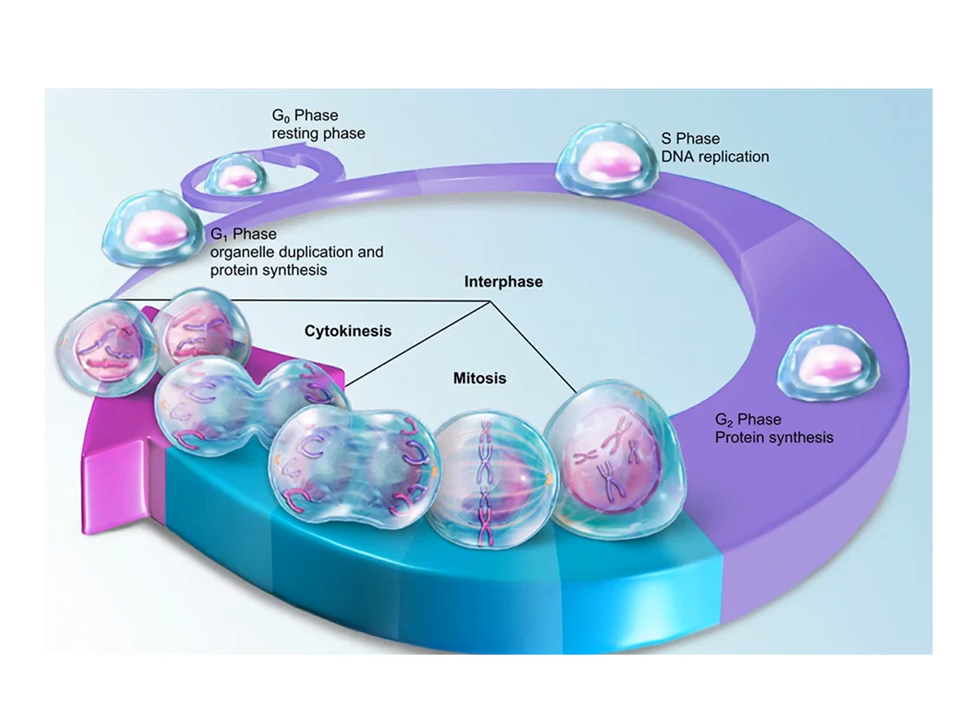 G₀ Phase
resting phase
S Phase
DNA replication
G₁ Phase
organelle duplication and
protein synthesis
Interphase
Cytokinesis
Mitosis
G₂ Phase
Protein synthesis